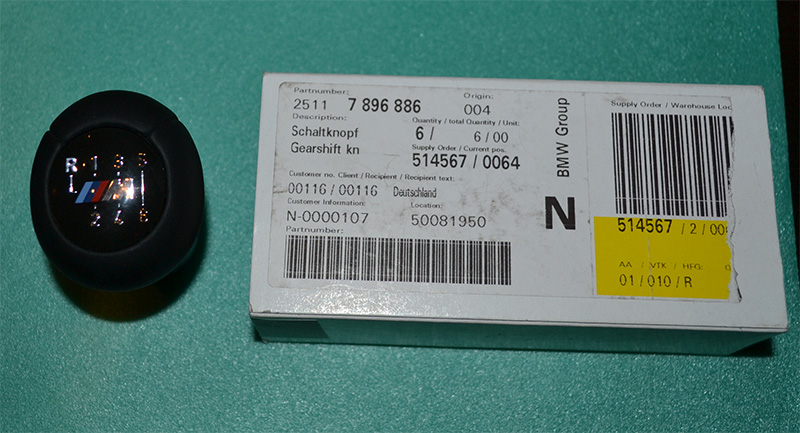 R 1 3 5
M
2 4 6
Partnumber:
2511 7 896 886
Origin:
004
Description:
Schaltknopf
Gearshift kn
Quantity / total Quantity / Unit:
6 / 6 / 00
Supply Order / Current pos.
514567 / 0064
Customer no. Client / Recipient / Recipient text:
00116 / 00116 Deutschland
Customer Information:
N-0000107
Location:
50081950
Partnumber:
BMW Group
N
Supply Order / Warehouse Loc
514567 / 2 / 00
AA / VTK / HFG: 0
01 / 010 / R